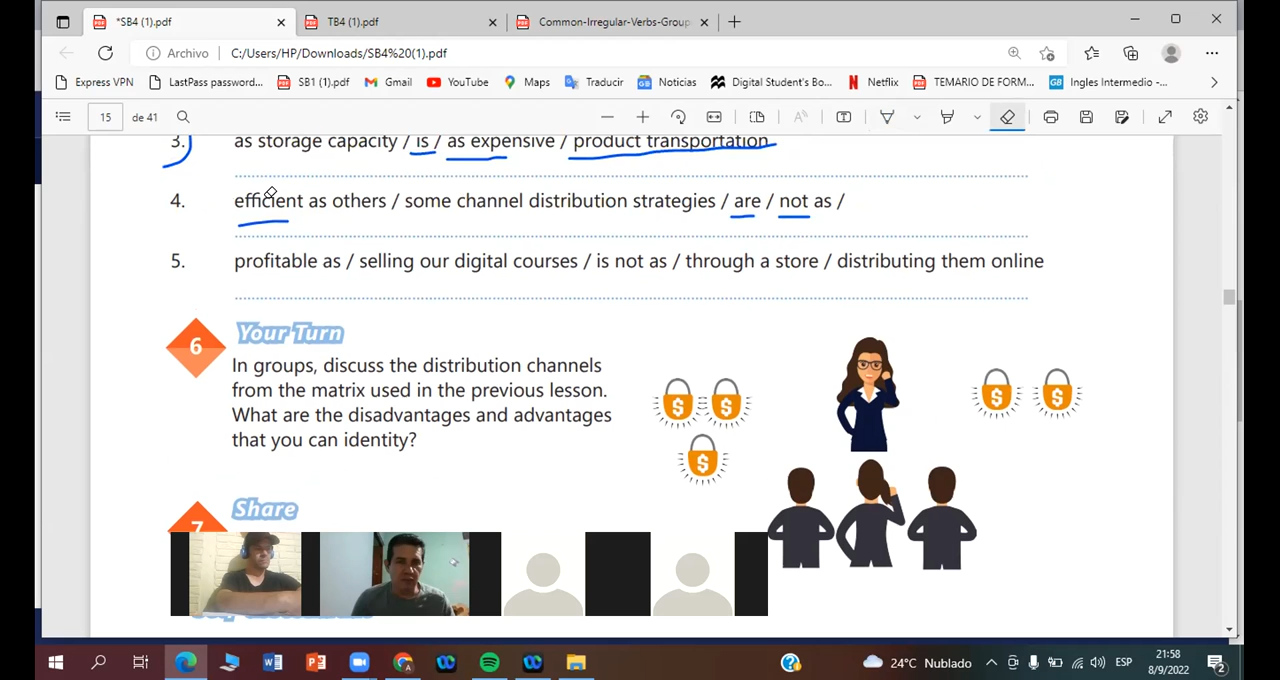 *SB4 (1).pdf
TB4 (1).pdf
Common-Irregular-Verbs-Group
Archivo
C:/Users/HP/Downloads/SB4%20(1).pdf
Express VPN
LastPass password...
SB1 (1).pdf
Gmail
YouTube
Maps
Traducir
Noticias
Digital Student's Bo...
Netflix
TEMARIO DE FORM...
Ingles Intermedio -...
15
de 41
3. as storage capacity / is / as expensive / product transportation
4. efficient as others / some channel distribution strategies / are / not as /
5. profitable as / selling our digital courses / is not as / through a store / distributing them online
6 Your Turn
In groups, discuss the distribution channels
from the matrix used in the previous lesson.
What are the disadvantages and advantages
that you can identity?
7 Share
24°C Nublado
ESP
21:58
8/9/2022
2